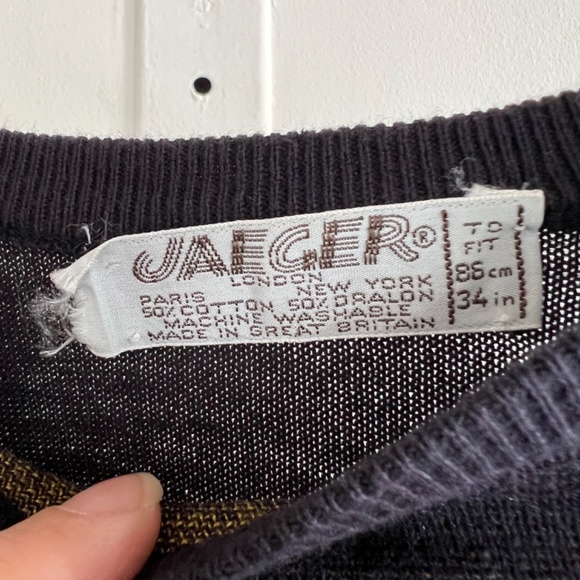 JAEGER®
LONDON
PARIS NEW YORK
50% COTTON 50% DRALON
MACHINE WASHABLE
MADE IN GREAT BRITAIN
TO
FIT
86 cm
34 in